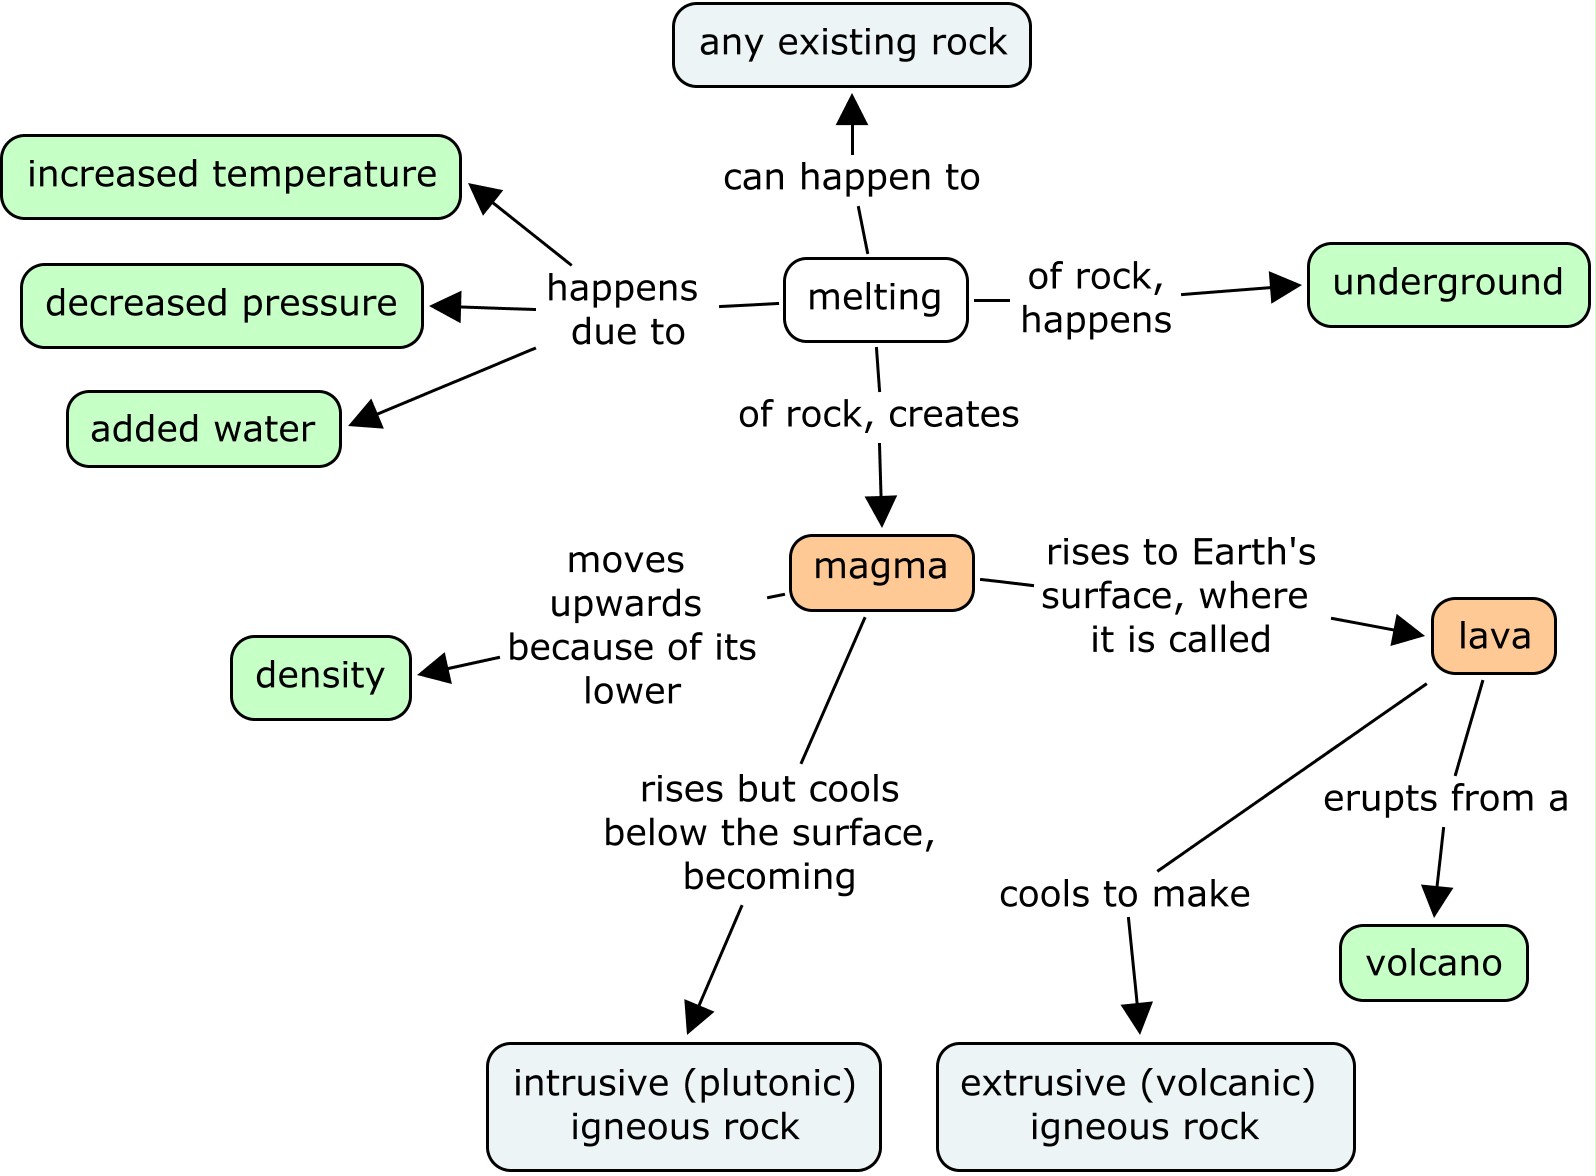 any existing rock
can happen to
increased temperature
decreased pressure
added water
happens
due to
melting
of rock,
happens
underground
of rock, creates
magma
moves
upwards
because of its
lower
density
rises to Earth's
surface, where
it is called
lava
rises but cools
below the surface,
becoming
cools to make
erupts from a
volcano
intrusive (plutonic)
igneous rock
extrusive (volcanic)
igneous rock